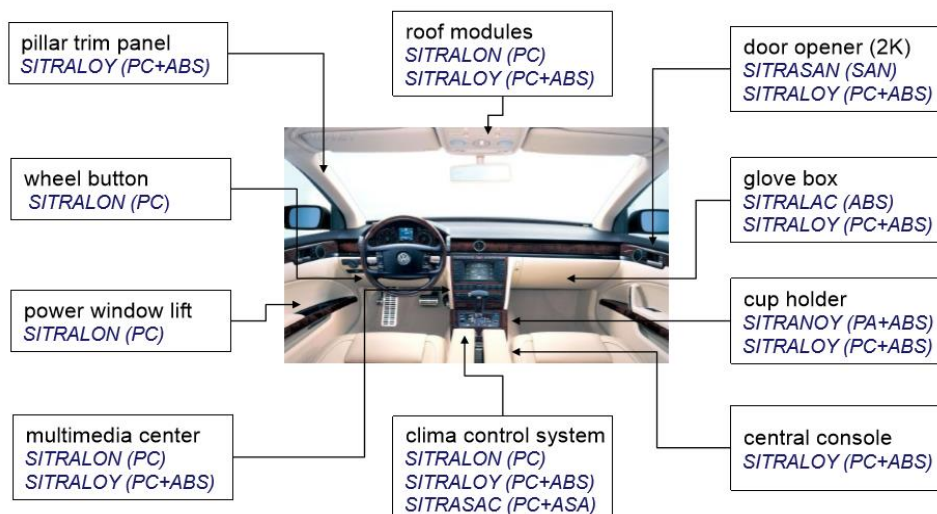 pillar trim panel
SITRALOY (PC+ABS)
roof modules
SITRALON (PC)
SITRALOY (PC+ABS)
door opener (2K)
SITRASAN (SAN)
SITRALOY (PC+ABS)
wheel button
SITRALON (PC)
glove box
SITRALAC (ABS)
SITRALOY (PC+ABS)
power window lift
SITRALON (PC)
cup holder
SITRANOY (PA+ABS)
SITRALOY (PC+ABS)
multimedia center
SITRALON (PC)
SITRALOY (PC+ABS)
clima control system
SITRALON (PC)
SITRALOY (PC+ABS)
SITRASAC (PC+ASA)
central console
SITRALOY (PC+ABS)